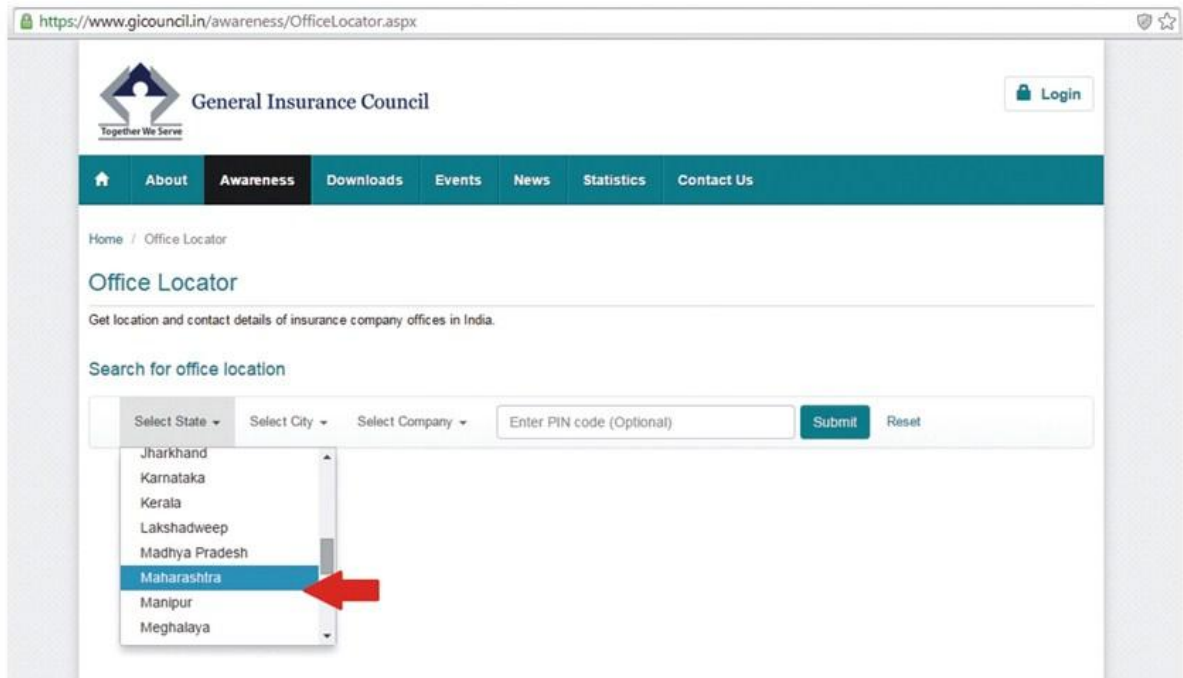 https://www.gicouncil.in/awareness/OfficeLocator.aspx
General Insurance Council
Together We Serve
Login
About Awareness Downloads Events News Statistics Contact Us
Home / Office Locator
Office Locator
Get location and contact details of insurance company offices in India.
Search for office location
Select State Select City Select Company Enter PIN code (Optional) Submit Reset
Jharkhand
Karnataka
Kerala
Lakshadweep
Madhya Pradesh
Maharashtra
Manipur
Meghalaya